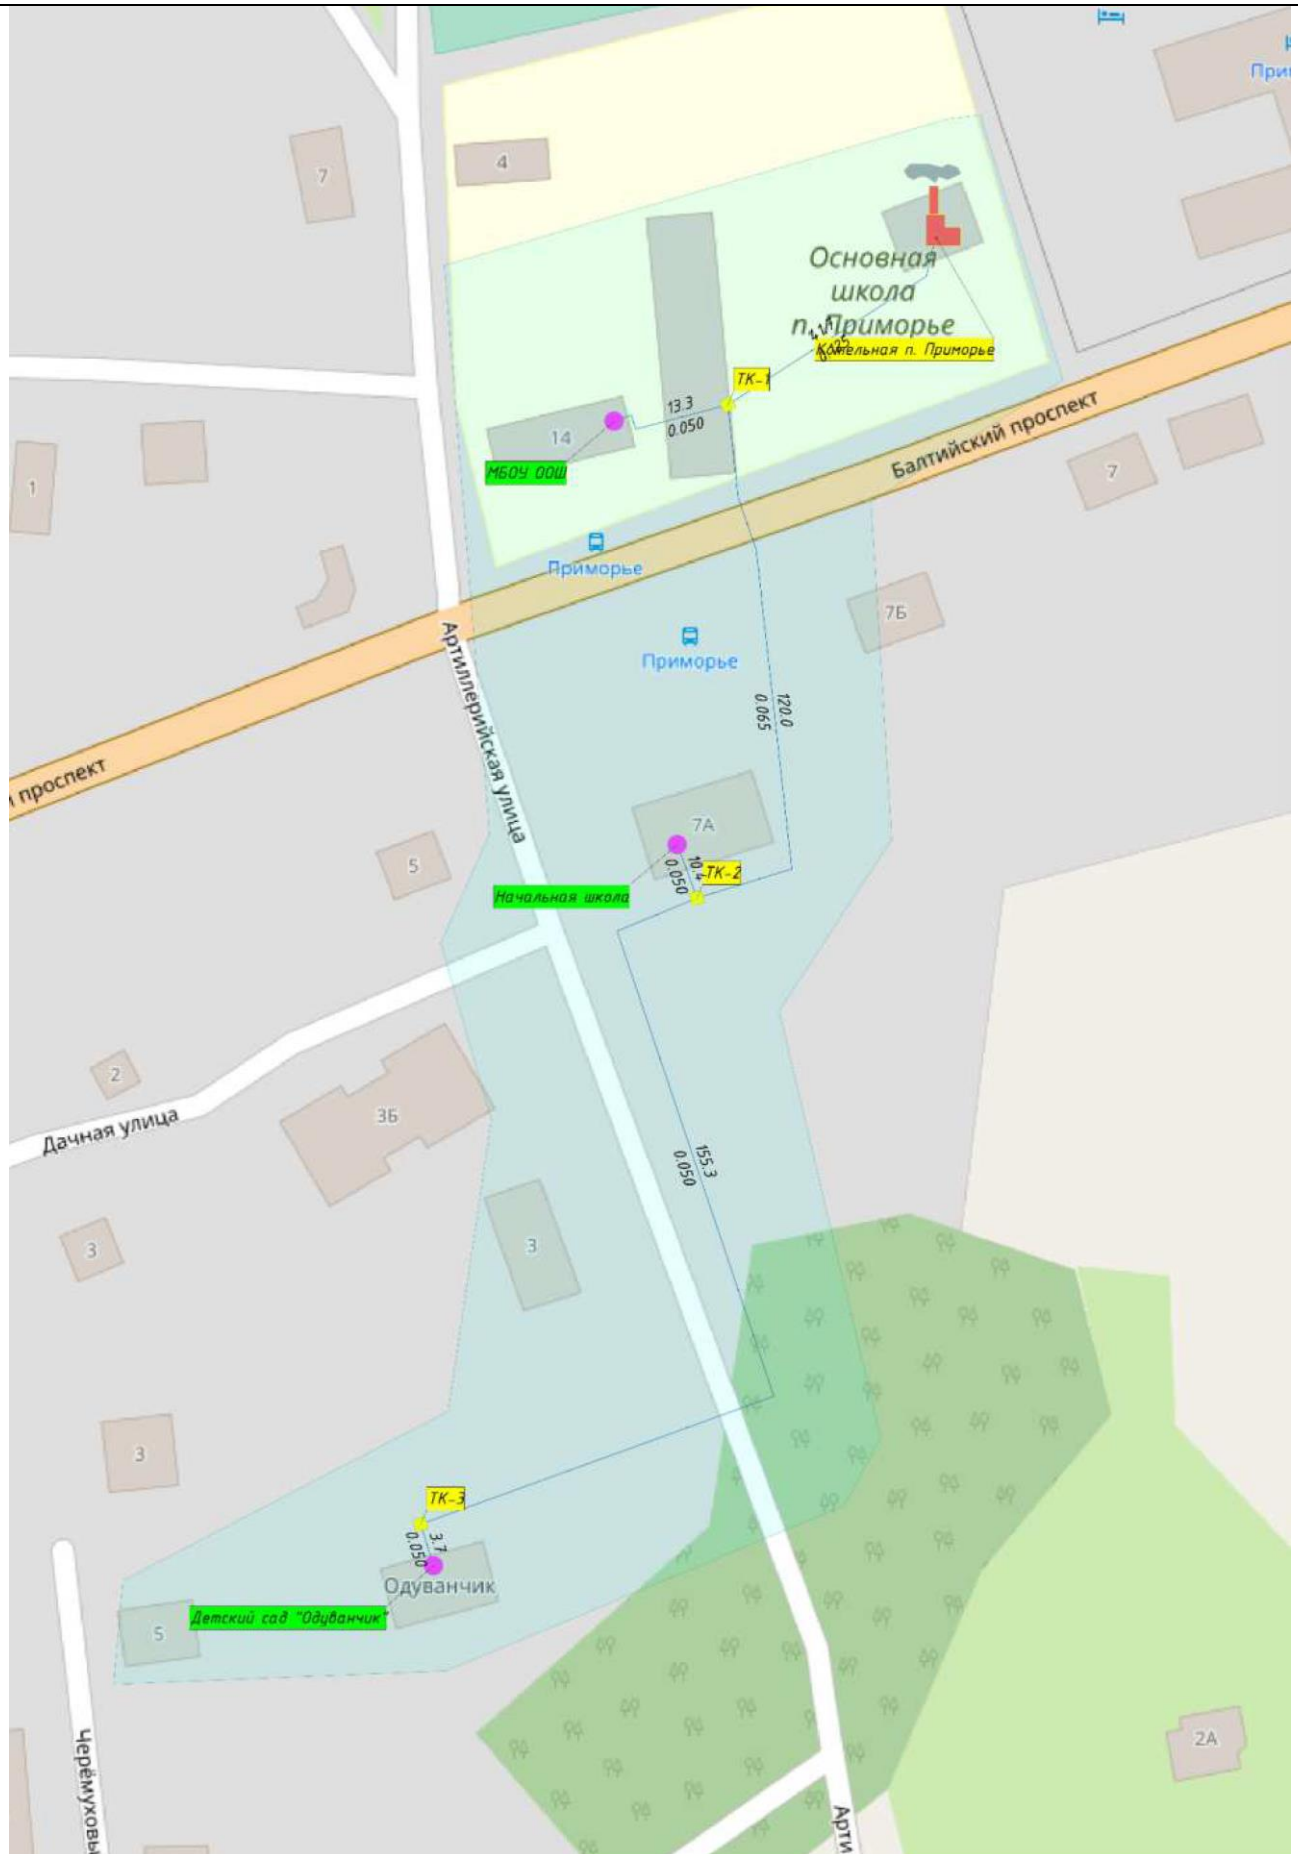 При
7
4
Основная
школа
п. Приморье
Котельная п. Приморье
ТК-1
13.3
0.050
14
МБОУ ООШ
1
Балтийский проспект
7
Приморье
7Б
Приморье
Артиллерийская улица
120.0
0.065
проспект
7А
5
10.4
0.050
ТК-2
Начальная школа
2
3Б
Дачная улица
155.3
0.050
3
3
3
ТК-3
3.7
0.050
Одуванчик
Детский сад "Одуванчик"
5
2А
Черёмуховы
Арти